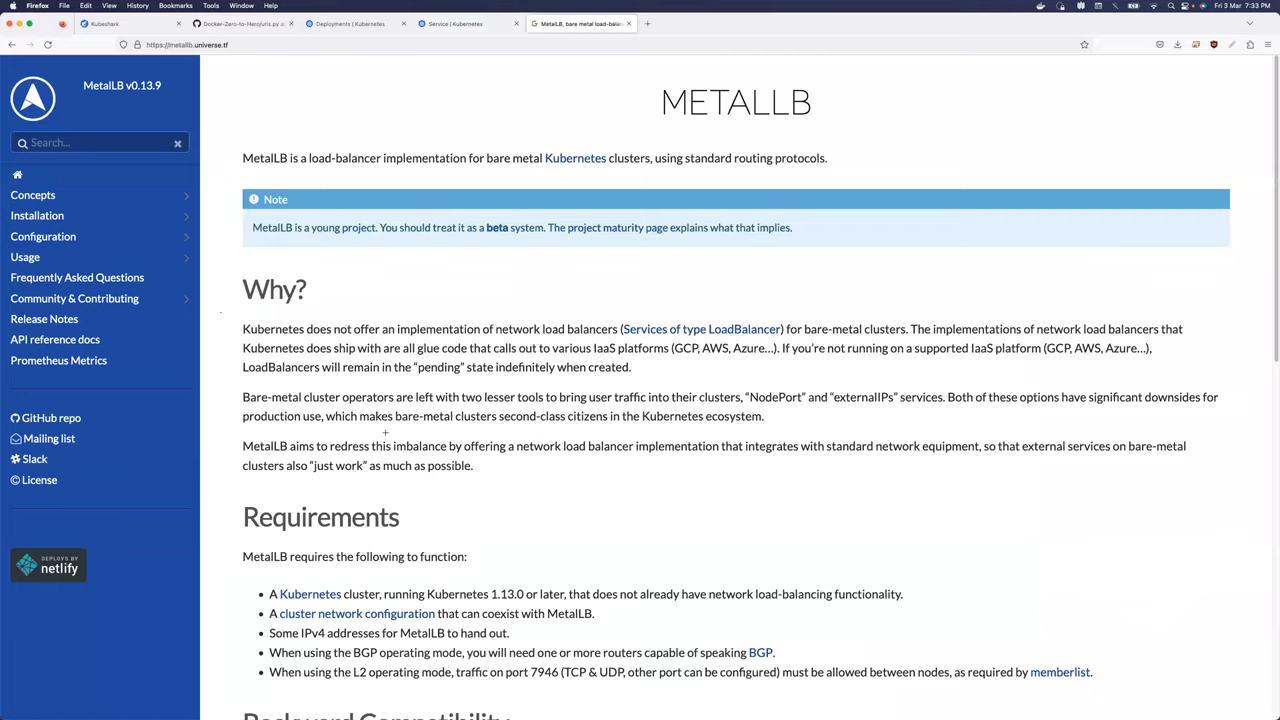 Firefox File Edit View History Bookmarks Tools Window Help Fri 3 Mar 7:33 PM
Kubeshark
Deployments | Kubernetes
Service | Kubernetes
MetalLB, bare metal load-balan
https://metallb.universe.tf
MetalLB v0.13.9
Search...
Concepts
Installation
Configuration
Usage
Frequently Asked Questions
Community & Contributing
Release Notes
API reference docs
Prometheus Metrics
GitHub repo
Mailing list
Slack
License
DEPLOYS BY
netlify
METALLB
MetalLB is a load-balancer implementation for bare metal Kubernetes clusters, using standard routing protocols.
Note
MetalLB is a young project. You should treat it as a beta system. The project maturity page explains what that implies.
Why?
Kubernetes does not offer an implementation of network load balancers (Services of type LoadBalancer) for bare-metal clusters. The implementations of network load balancers that
Kubernetes does ship with are all glue code that calls out to various IaaS platforms (GCP, AWS, Azure…). If you’re not running on a supported IaaS platform (GCP, AWS, Azure…),
LoadBalancers will remain in the “pending” state indefinitely when created.
Bare-metal cluster operators are left with two lesser tools to bring user traffic into their clusters, “NodePort” and “externalIPs” services. Both of these options have significant downsides for
production use, which makes bare-metal clusters second-class citizens in the Kubernetes ecosystem.
MetalLB aims to redress this imbalance by offering a network load balancer implementation that integrates with standard network equipment, so that external services on bare-metal
clusters also “just work” as much as possible.
Requirements
MetalLB requires the following to function:
A Kubernetes cluster, running Kubernetes 1.13.0 or later, that does not already have network load-balancing functionality.
A cluster network configuration that can coexist with MetalLB.
Some IPv4 addresses for MetalLB to hand out.
When using the BGP operating mode, you will need one or more routers capable of speaking BGP.
When using the L2 operating mode, traffic on port 7946 (TCP & UDP, other port can be configured) must be allowed between nodes, as required by memberlist.
Backward Compatibility